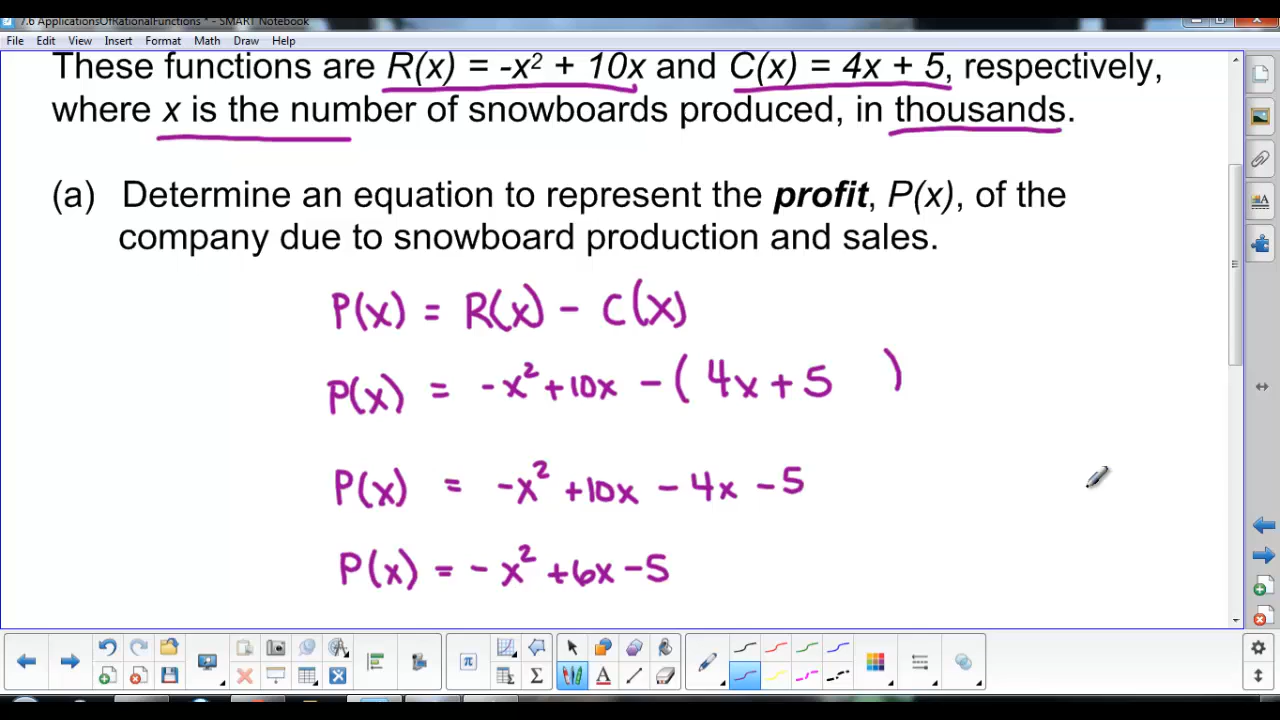 7.6 ApplicationsOfRationalFunctions * - SMART Notebook
File Edit View Insert Format Math Draw Help
These functions are R(x) = -x² + 10x and C(x) = 4x + 5, respectively,
where x is the number of snowboards produced, in thousands.
(a) Determine an equation to represent the profit, P(x), of the
company due to snowboard production and sales.
P(x) = R(x) - C(x)
P(x) = -x² +10x - ( 4x + 5 )
P(x) = -x² +10x - 4x - 5
P(x) = - x² +6x - 5